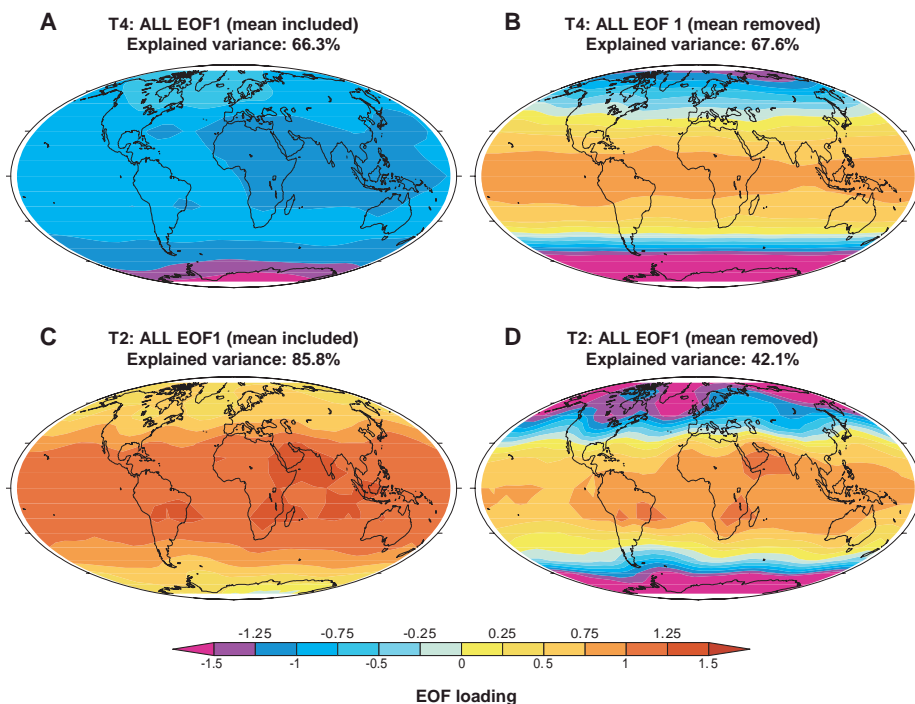 A
T4: ALL EOF1 (mean included)
Explained variance: 66.3%
B
T4: ALL EOF 1 (mean removed)
Explained variance: 67.6%
C
T2: ALL EOF1 (mean included)
Explained variance: 85.8%
D
T2: ALL EOF1 (mean removed)
Explained variance: 42.1%
-1.25 -0.75 -0.25 0.25 0.75 1.25
-1.5 -1 -0.5 0 0.5 1 1.5
EOF loading